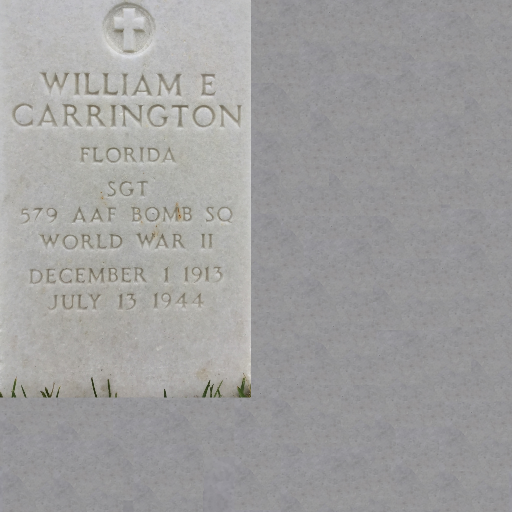 WILLIAM E
CARRINGTON
FLORIDA
SGT
579 AAF BOMB SQ
WORLD WAR II
DECEMBER 1 1913
JULY 13 1944